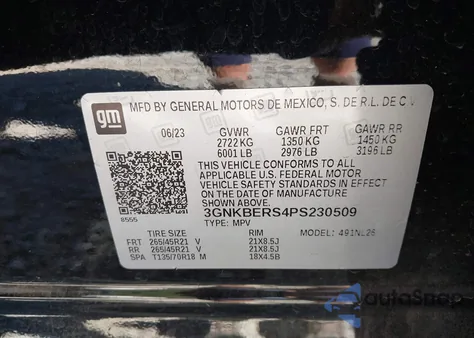 gm
MFD BY GENERAL MOTORS DE MEXICO, S. DE R.L. DE C V
06/23 GVWR GAWR FRT GAWR RR
2722 KG 1350 KG 1450 KG
6001 LB 2976 LB 3196 LB
THIS VEHICLE CONFORMS TO ALL
APPLICABLE U.S. FEDERAL MOTOR
VEHICLE SAFETY STANDARDS IN EFFECT
ON THE DATE OF MANUFACTURE
SHOWN ABOVE.
3GNKBERS4PS230509
8555 TYPE: MPV MODEL: 491NL26
TIRE SIZE RIM
FRT 265/45R21 V 21X8.5J
RR 265/45R21 V 21X8.5J
SPA T135/70R18 M 18X4.5B
autoSnap